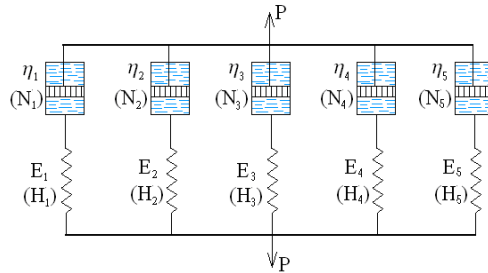 P
η₁ η₂ η₃ η₄ η₅
(N₁) (N₂) (N₃) (N₄) (N₅)
E₁ E₂ E₃ E₄ E₅
(H₁) (H₂) (H₃) (H₄) (H₅)
P